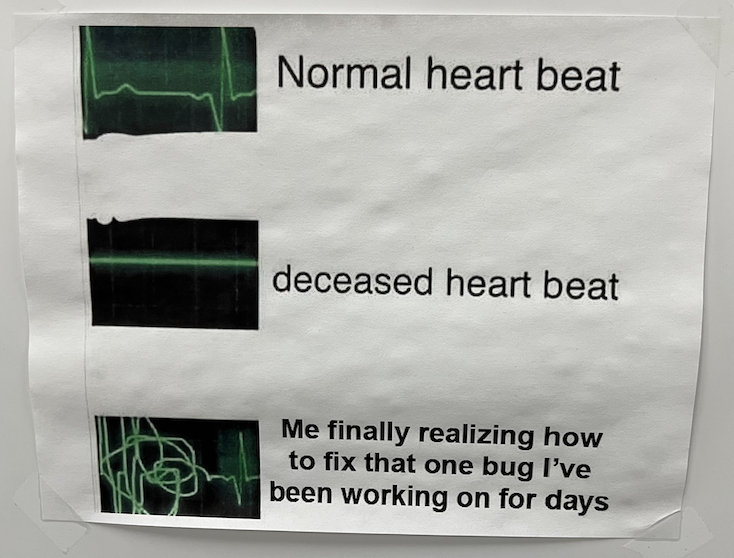 Normal heart beat
deceased heart beat
Me finally realizing how
to fix that one bug I’ve
been working on for days